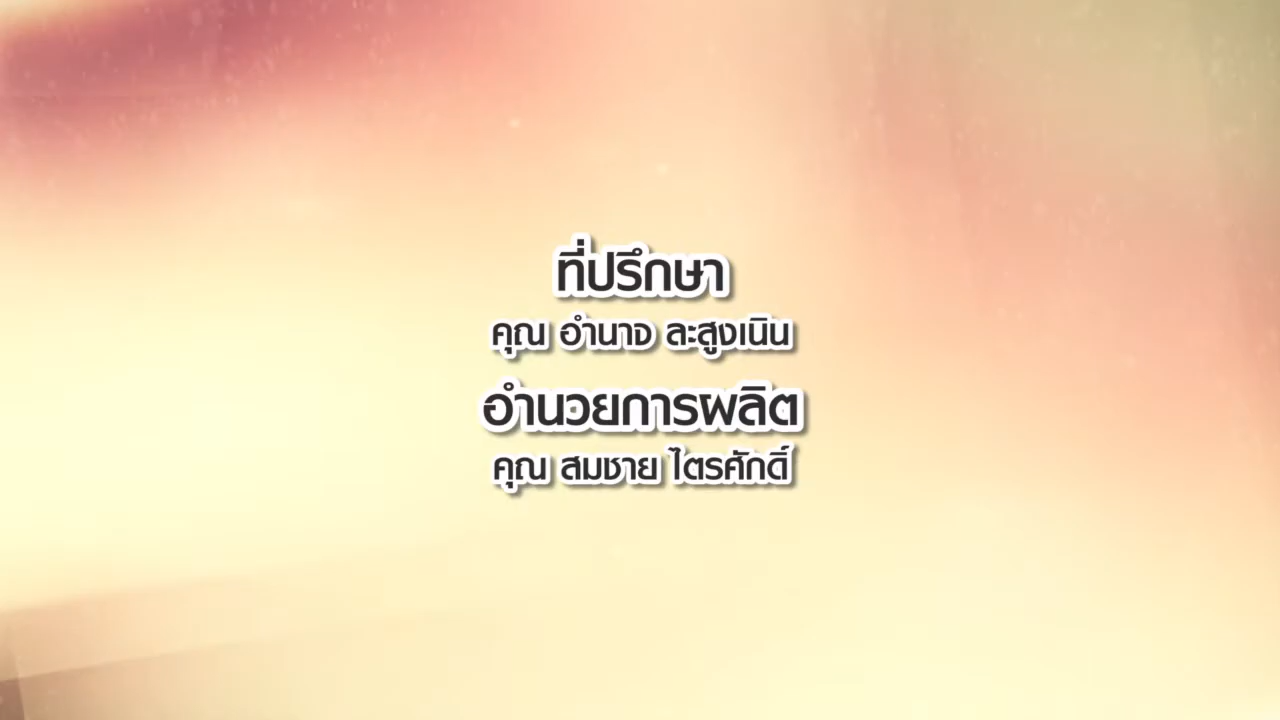 ที่ปรึกษา
คุณ อำนาจ ละสูงเนิน
อำนวยการผลิต
คุณ สมชาย ไตรศักดิ์